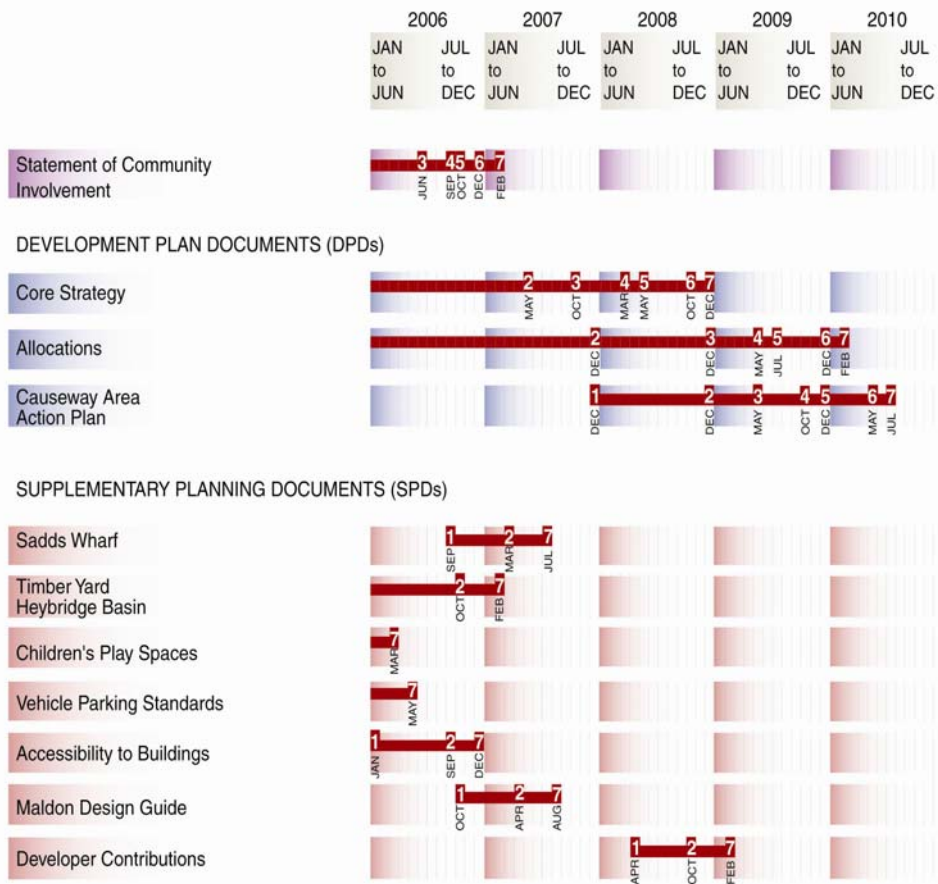 2006 2007 2008 2009 2010
JAN JUL JAN JUL JAN JUL JAN JUL JAN JUL
to to to to to to to to to to
JUN DEC JUN DEC JUN DEC JUN DEC JUN DEC
Statement of Community
Involvement
3 4 5 6 7
JUN SEP OCT DEC FEB
DEVELOPMENT PLAN DOCUMENTS (DPDs)
Core Strategy
2 3 4 5 6 7
MAY OCT MAR MAY OCT DEC
Allocations
2 3 4 5 6 7
DEC DEC MAY JUL DEC FEB
Causeway Area
Action Plan
1 2 3 4 5 6 7
DEC DEC MAY OCT DEC MAY JUL
SUPPLEMENTARY PLANNING DOCUMENTS (SPDs)
Sadds Wharf
1 2 7
SEP MAR JUL
Timber Yard
Heybridge Basin
2 7
OCT FEB
Children's Play Spaces
7
MAR
Vehicle Parking Standards
7
MAY
Accessibility to Buildings
1 2 7
JAN SEP DEC
Maldon Design Guide
1 2 7
OCT APR AUG
Developer Contributions
1 2 7
APR OCT FEB